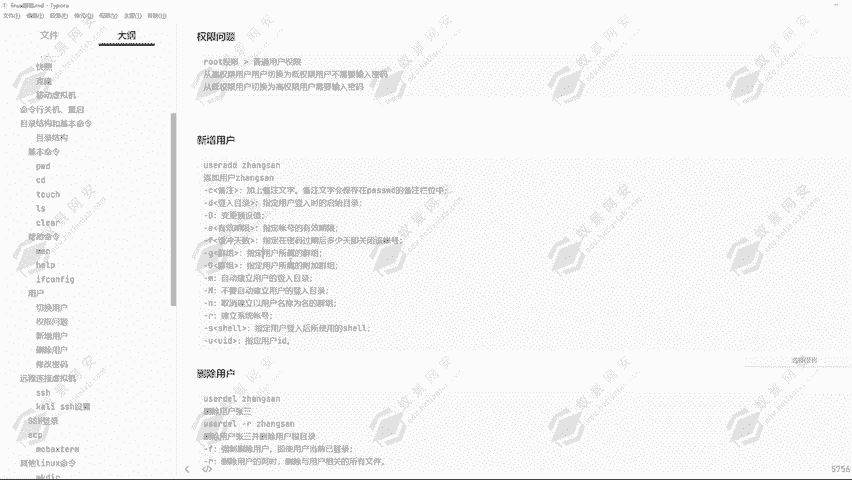 linux基础.md - Typora
文件(F) 编辑(E) 段落(P) 格式(O) 视图(V) 主题(T) 帮助(H)
文件 大纲
快照
克隆
移动虚拟机
命令行关机、重启
目录结构和基本命令
目录结构
基本命令
pwd
cd
touch
ls
clear
帮助命令
man
help
ifconfig
用户
切换用户
权限问题
新增用户
删除用户
修改密码
远程连接虚拟机
ssh
kali ssh设置
SSH登录
scp
mobaxterm
其他linux命令
mkdir
权限问题
root权限 > 普通用户权限
从高权限用户用户切换为低权限用户不需要输入密码
从低权限用户切换为高权限用户需要输入密码
新增用户
useradd zhangsan
添加用户zhangsan
-c<备注>：加上备注文字。备注文字会保存在passwd的备注栏位中；
-d<登入目录>：指定用户登入时的启始目录；
-D：变更预设值；
-e<有效期限>：指定帐号的有效期限；
-f<缓冲天数>：指定在密码过期后多少天即关闭该帐号；
-g<群组>：指定用户所属的群组；
-G<群组>：指定用户所属的附加群组；
-m：自动建立用户的登入目录；
-M：不要自动建立用户的登入目录；
-n：取消建立以用户名称为名的群组；
-r：建立系统帐号；
-s<shell>：指定用户登入后所使用的shell；
-u<uid>：指定用户id。
删除用户
userdel zhangsan
删除用户张三
userdel -r zhangsan
删除用户张三并删除用户根目录
-f：强制删除用户，即使用户当前已登录；
-r：删除用户的同时，删除与用户相关的所有文件。
5756
蚁景网安
edu.hetianlab.com